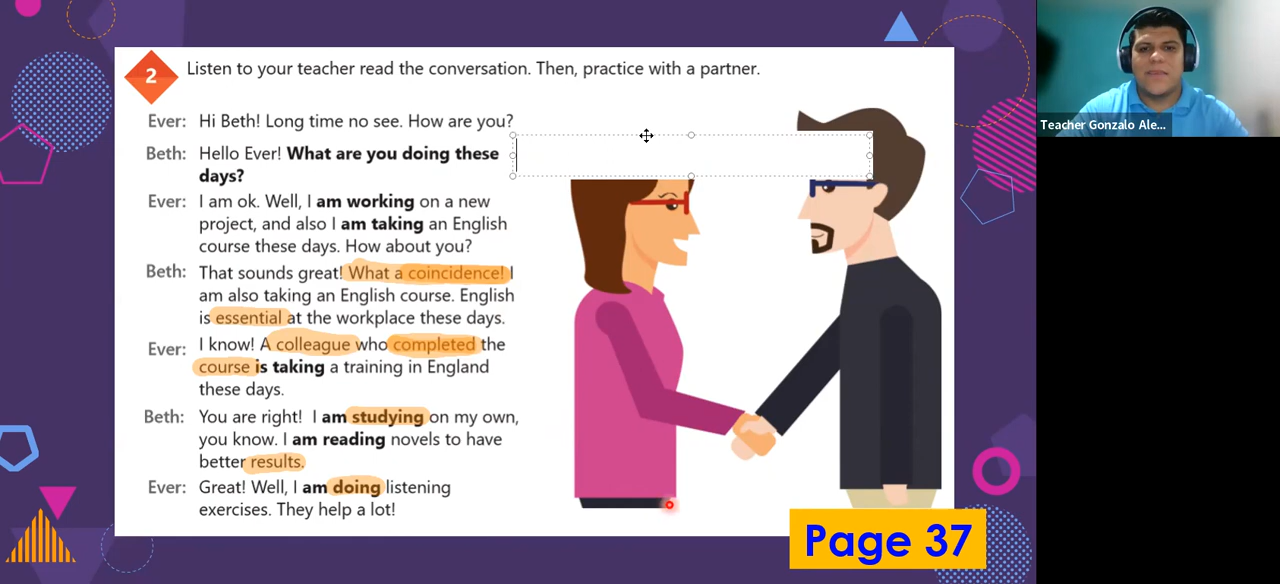 2
Listen to your teacher read the conversation. Then, practice with a partner.
Ever: Hi Beth! Long time no see. How are you?
Beth: Hello Ever! What are you doing these
days?
Ever: I am ok. Well, I am working on a new
project, and also I am taking an English
course these days. How about you?
Beth: That sounds great! What a coincidence! I
am also taking an English course. English
is essential at the workplace these days.
Ever: I know! A colleague who completed the
course is taking a training in England
these days.
Beth: You are right! I am studying on my own,
you know. I am reading novels to have
better results.
Ever: Great! Well, I am doing listening
exercises. They help a lot!
Page 37
Teacher Gonzalo Ale...